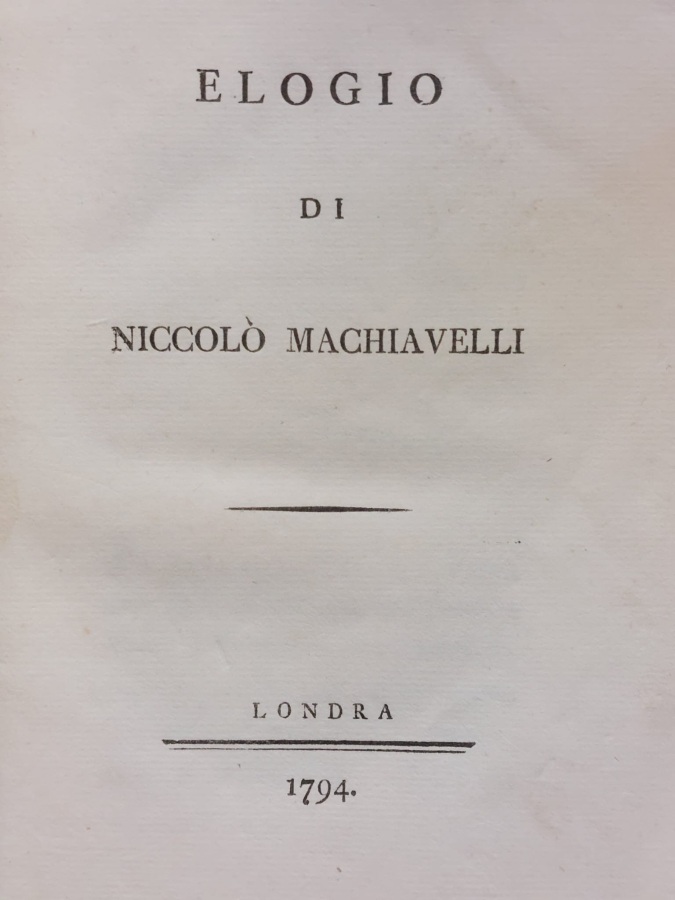 ELOGIO
DI
NICCOLÒ MACHIAVELLI
LONDRA
1794.